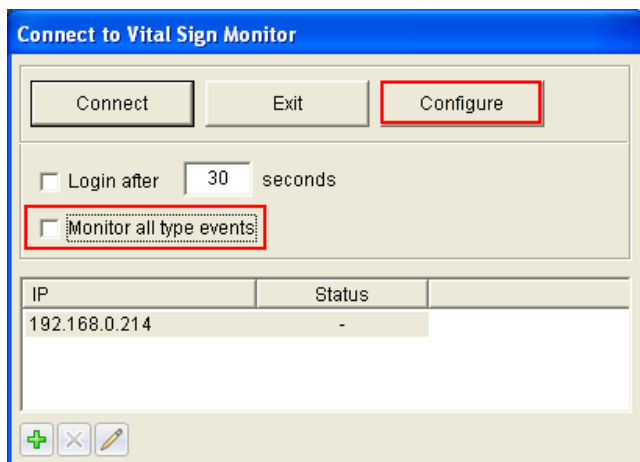 Connect to Vital Sign Monitor
Connect Exit Configure
Login after 30 seconds
Monitor all type events
IP Status
192.168.0.214 -